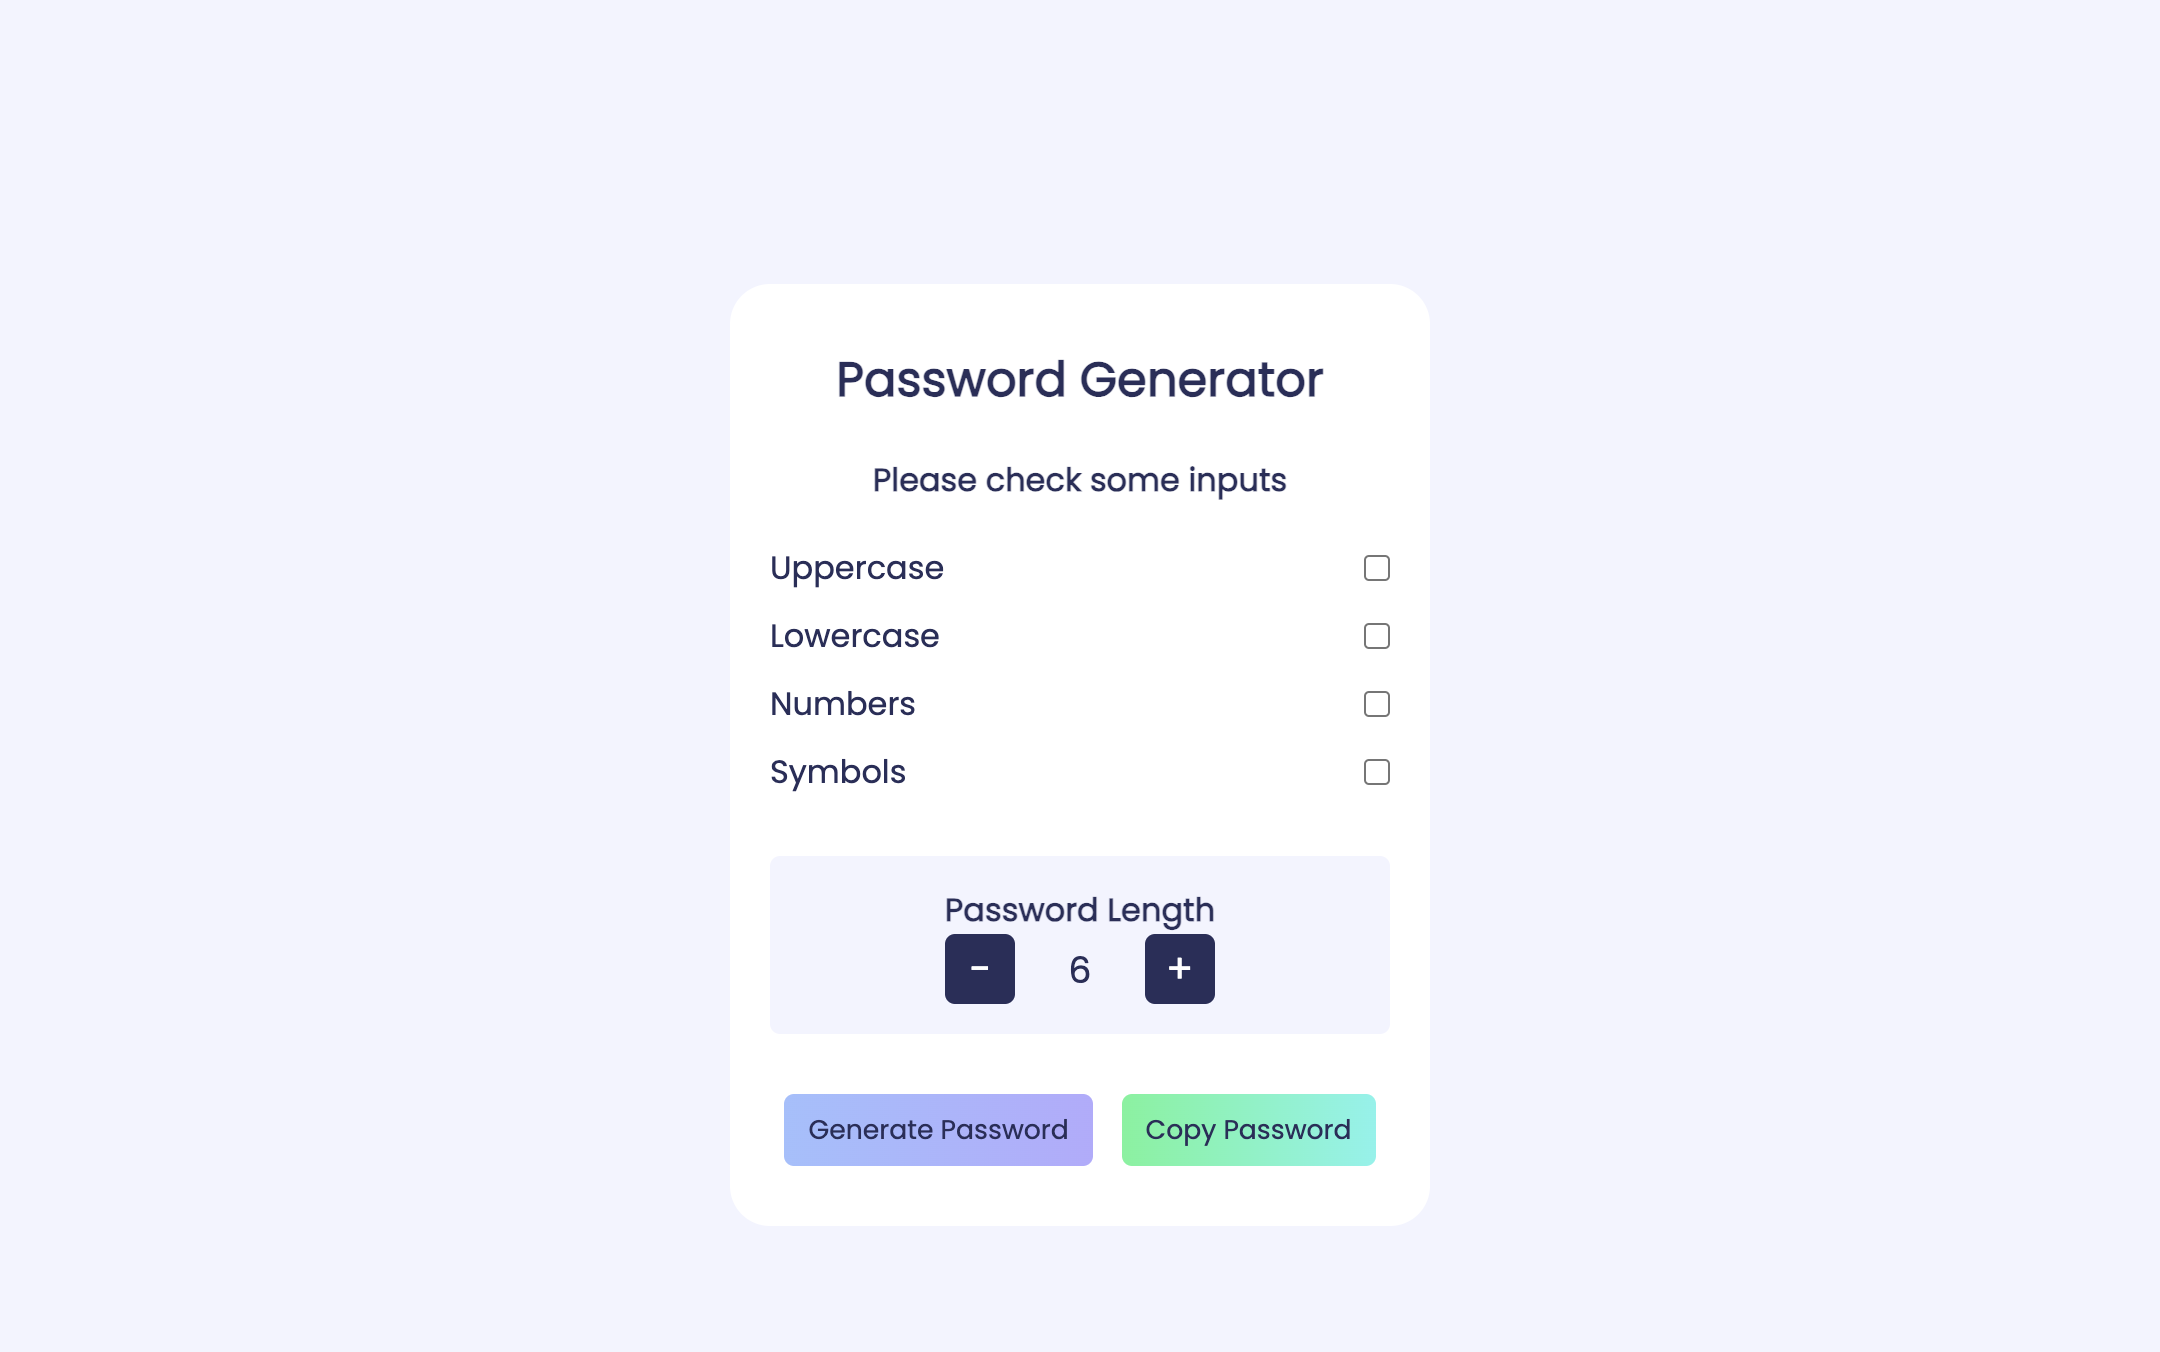 Password Generator
Please check some inputs
Uppercase
Lowercase
Numbers
Symbols
Password Length
- 6 +
Generate Password Copy Password